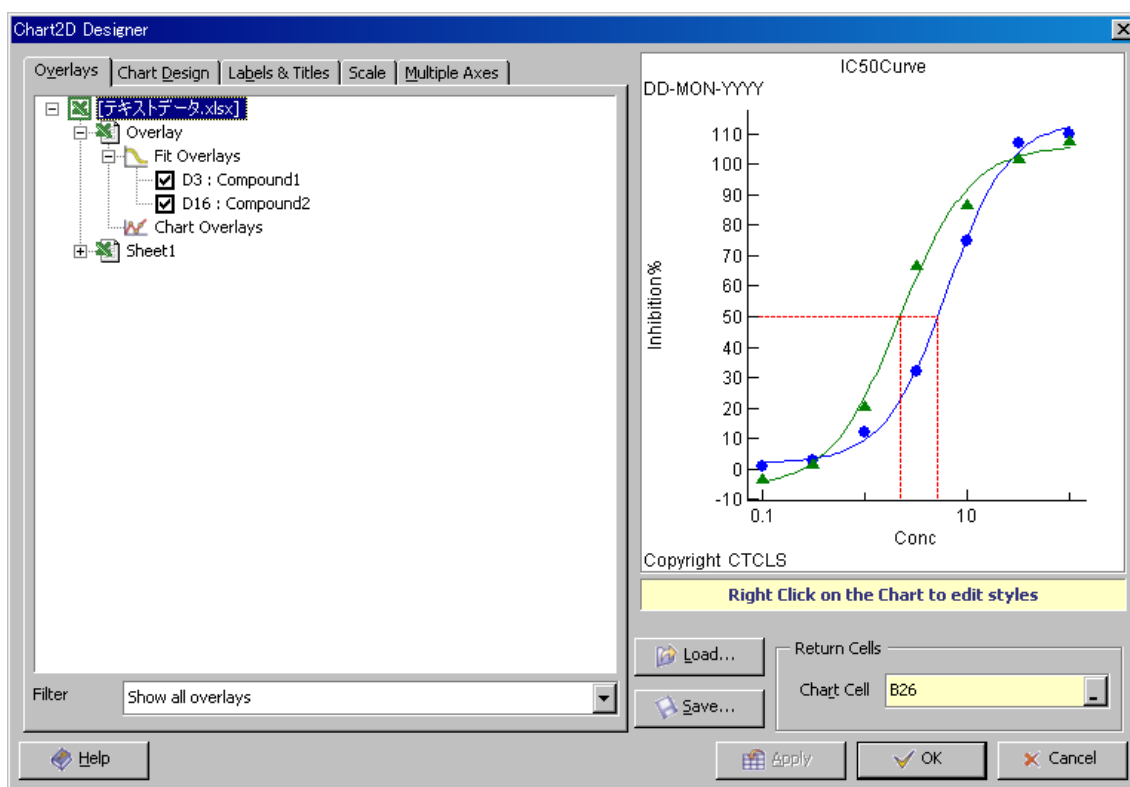 Chart2D Designer
Overlays
Chart Design
Labels & Titles
Scale
Multiple Axes
[テキストデータ.xlsx]
Overlay
Fit Overlays
D3 : Compound1
D16 : Compound2
Chart Overlays
Sheet1
Filter
Show all overlays
IC50Curve
DD-MON-YYYY
Inhibition%
110
100
90
80
70
60
50
40
30
20
10
0
-10
0.1
10
Conc
Copyright CTCLS
Right Click on the Chart to edit styles
Load...
Save...
Return Cells
Chart Cell
B26
Help
Apply
OK
Cancel